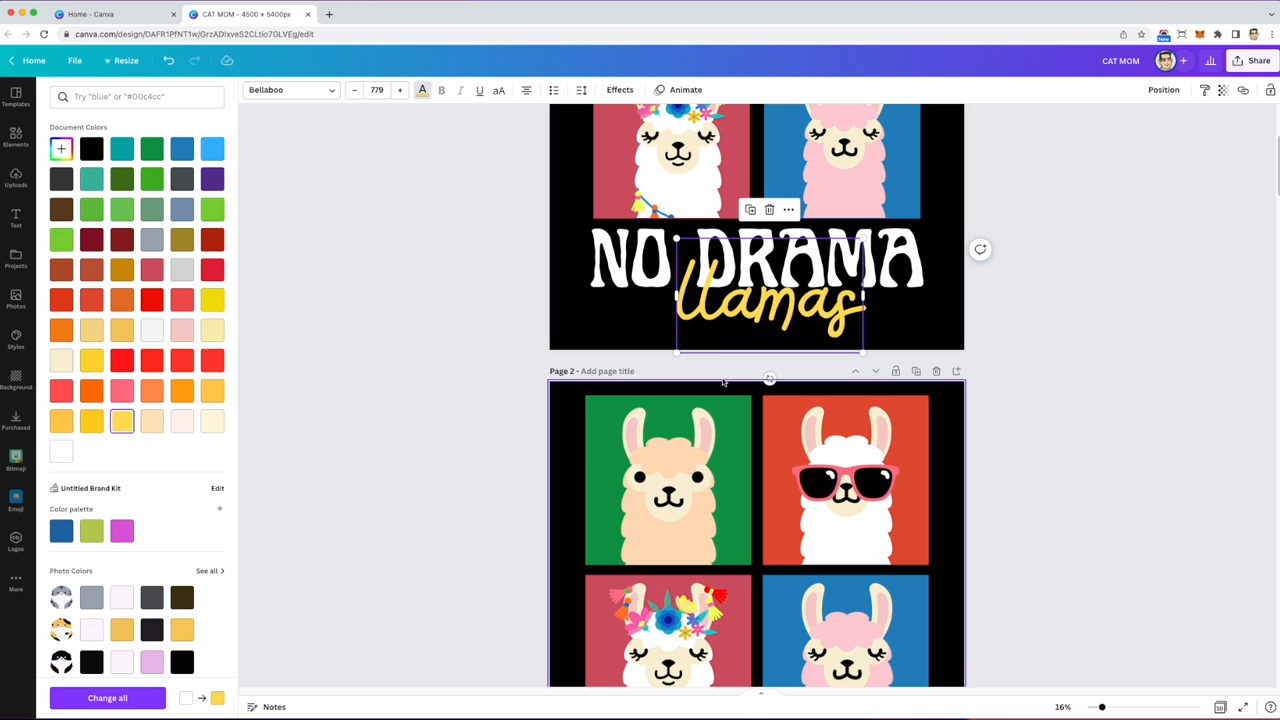 Home - Canva
CAT MOM - 4500 × 5400px
canva.com/design/DAFR1PfNT1w/GrzADlxveS2CLtio7GLVEg/edit
Home
File
Resize
CAT MOM
Share
Templates
Elements
Uploads
Text
Projects
Photos
Styles
Background
Purchased
Bitmoji
Emoji
Logos
More
Try "blue" or "#00c4cc"
Document Colors
Untitled Brand Kit
Edit
Color palette
Photo Colors
See all
Change all
Bellaboo
– 779 +
A B I U aA
Effects
Animate
Position
NO DRAMA
llamas
Page 2 - Add page title
Notes
16%